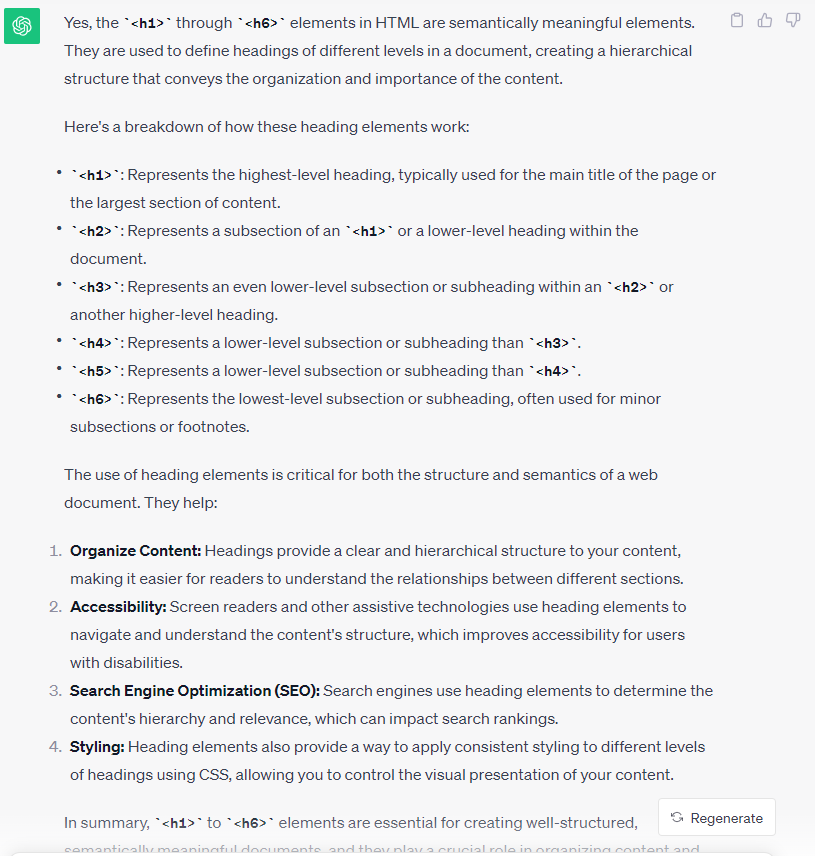 Yes, the `<h1>` through `<h6>` elements in HTML are semantically meaningful elements.
They are used to define headings of different levels in a document, creating a hierarchical
structure that conveys the organization and importance of the content.
Here's a breakdown of how these heading elements work:
• `<h1>`: Represents the highest-level heading, typically used for the main title of the page or
the largest section of content.
• `<h2>`: Represents a subsection of an `<h1>` or a lower-level heading within the
document.
• `<h3>`: Represents an even lower-level subsection or subheading within an `<h2>` or
another higher-level heading.
• `<h4>`: Represents a lower-level subsection or subheading than `<h3>`.
• `<h5>`: Represents a lower-level subsection or subheading than `<h4>`.
• `<h6>`: Represents the lowest-level subsection or subheading, often used for minor
subsections or footnotes.
The use of heading elements is critical for both the structure and semantics of a web
document. They help:
1. Organize Content: Headings provide a clear and hierarchical structure to your content,
making it easier for readers to understand the relationships between different sections.
2. Accessibility: Screen readers and other assistive technologies use heading elements to
navigate and understand the content's structure, which improves accessibility for users
with disabilities.
3. Search Engine Optimization (SEO): Search engines use heading elements to determine the
content's hierarchy and relevance, which can impact search rankings.
4. Styling: Heading elements also provide a way to apply consistent styling to different levels
of headings using CSS, allowing you to control the visual presentation of your content.
In summary, `<h1>` to `<h6>` elements are essential for creating well-structured,
Regenerate
semantically meaningful documents, and they play a crucial role in organizing content and